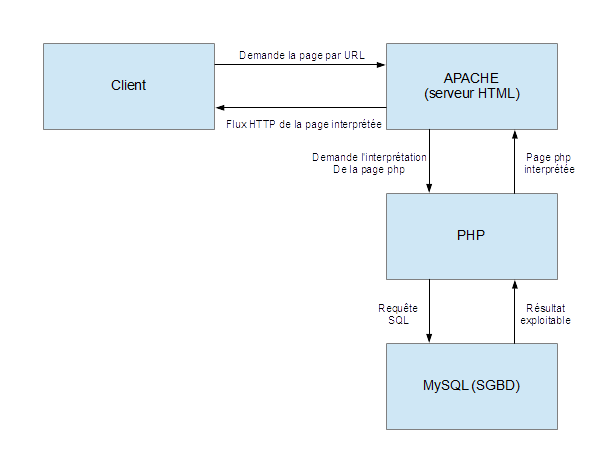 Demande la page par URL
Client
APACHE
(serveur HTML)
Flux HTTP de la page interprétée
Demande l'interprétation
De la page php
Page php
interprétée
PHP
Requête
SQL
Résultat
exploitable
MySQL (SGBD)